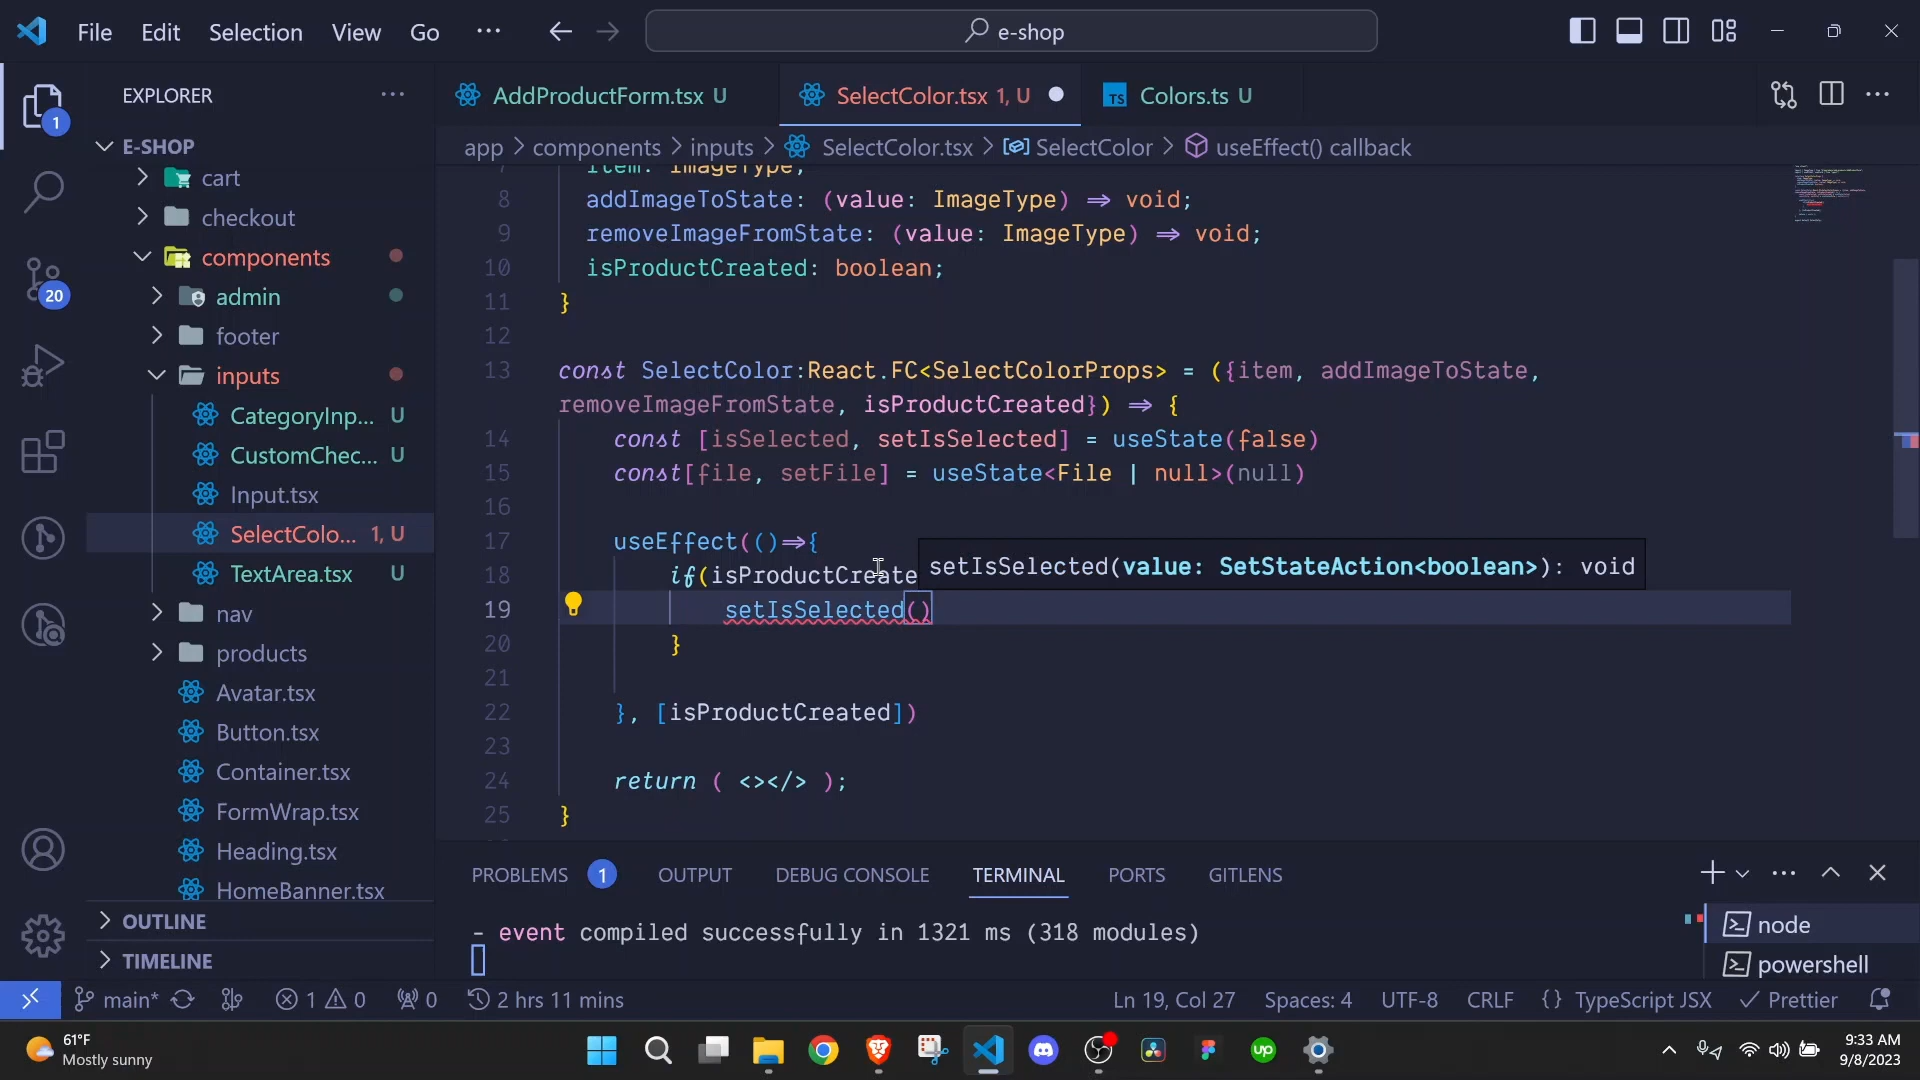 File Edit Selection View Go ··· e-shop
EXPLORER ···
AddProductForm.tsx U
SelectColor.tsx 1, U
TS Colors.ts U
E-SHOP
app > components > inputs > SelectColor.tsx > SelectColor > useEffect() callback
cart
checkout
components
admin
footer
inputs
CategoryInp... U
CustomChec... U
Input.tsx
SelectColo... 1, U
TextArea.tsx U
nav
products
Avatar.tsx
Button.tsx
Container.tsx
FormWrap.tsx
Heading.tsx
HomeBanner.tsx
OUTLINE
TIMELINE
1
20
item: ImageType;
8 addImageToState: (value: ImageType) => void;
9 removeImageFromState: (value: ImageType) => void;
10 isProductCreated: boolean;
11 }
12
13 const SelectColor:React.FC<SelectColorProps> = ({item, addImageToState,
removeImageFromState, isProductCreated}) => {
14 const [isSelected, setIsSelected] = useState(false)
15 const[file, setFile] = useState<File | null>(null)
16
17 useEffect(()=>{
18 if(isProductCreate
setIsSelected(value: SetStateAction<boolean>): void
19 setIsSelected()
20 }
21
22 }, [isProductCreated])
23
24 return ( <></> );
25 }
PROBLEMS 1 OUTPUT DEBUG CONSOLE TERMINAL PORTS GITLENS
- event compiled successfully in 1321 ms (318 modules)
node
powershell
main* 1 0 0 2 hrs 11 mins Ln 19, Col 27 Spaces: 4 UTF-8 CRLF {} TypeScript JSX Prettier
61°F
Mostly sunny
up
9:33 AM
9/8/2023